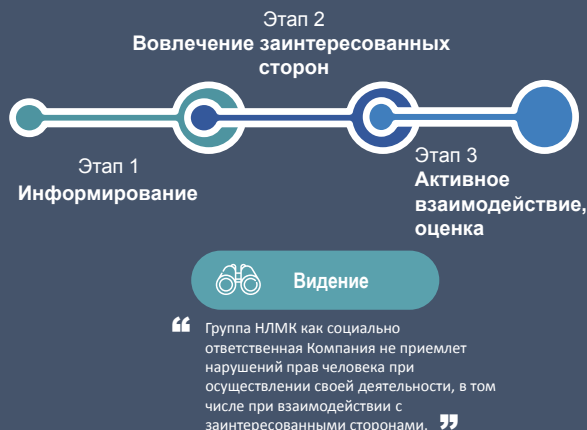 Этап 2
Вовлечение заинтересованных
сторон
Этап 1
Информирование
Этап 3
Активное
взаимодействие,
оценка
Видение
“ Группа НЛМК как социально
ответственная Компания не приемлет
нарушений прав человека при
осуществлении своей деятельности, в том
числе при взаимодействии с
заинтересованными сторонами. ”